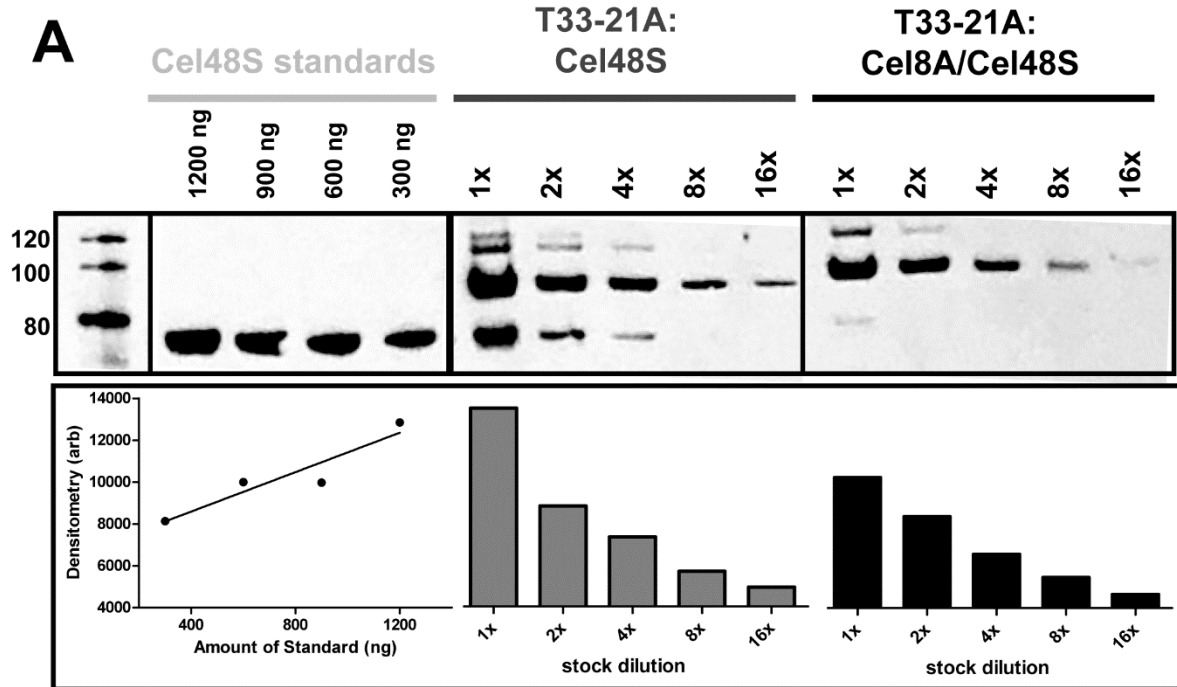 A
Cel48S standards
T33-21A:
Cel48S
T33-21A:
Cel8A/Cel48S
1200 ng
900 ng
600 ng
300 ng
1x
2x
4x
8x
16x
1x
2x
4x
8x
16x
120
100
80
Densitometry (arb)
14000
12000
10000
8000
6000
4000
400
800
1200
Amount of Standard (ng)
1x
2x
4x
8x
16x
stock dilution
1x
2x
4x
8x
16x
stock dilution